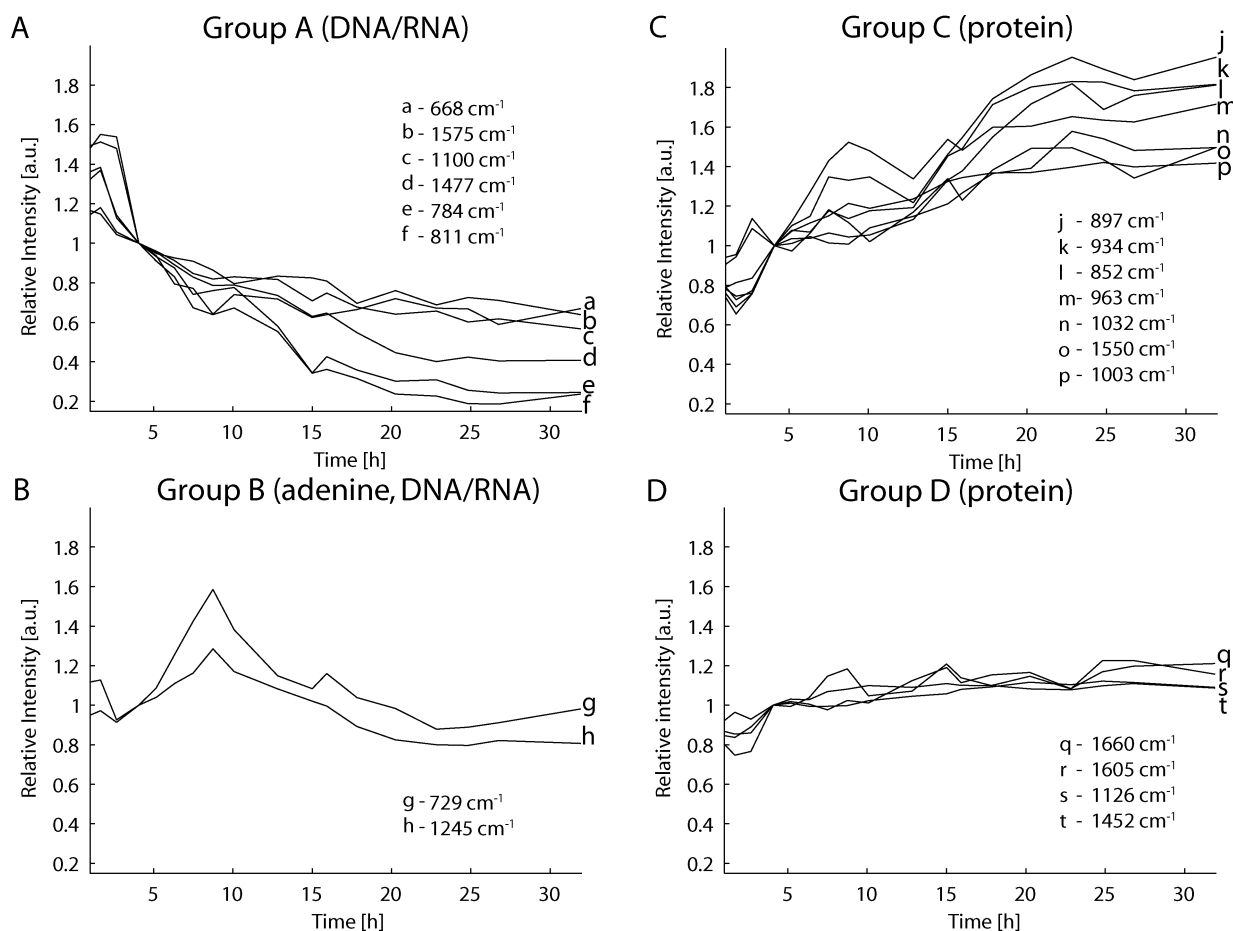 A
Group A (DNA/RNA)
Relative Intensity [a.u.]
1.8
1.6
1.4
1.2
1
0.8
0.6
0.4
0.2
a - 668 cm⁻¹
b - 1575 cm⁻¹
c - 1100 cm⁻¹
d - 1477 cm⁻¹
e - 784 cm⁻¹
f - 811 cm⁻¹
a
b
c
d
e
f
5 10 15 20 25 30
Time [h]
C
Group C (protein)
Relative Intensity [a.u.]
1.8
1.6
1.4
1.2
1
0.8
0.6
0.4
0.2
j
k
l
m
n
o
p
j - 897 cm⁻¹
k - 934 cm⁻¹
l - 852 cm⁻¹
m - 963 cm⁻¹
n - 1032 cm⁻¹
o - 1550 cm⁻¹
p - 1003 cm⁻¹
5 10 15 20 25 30
Time [h]
B
Group B (adenine, DNA/RNA)
Relative Intensity [a.u.]
1.8
1.6
1.4
1.2
1
0.8
0.6
0.4
0.2
g
h
g - 729 cm⁻¹
h - 1245 cm⁻¹
5 10 15 20 25 30
Time [h]
D
Group D (protein)
Relative intensity [a.u.]
1.8
1.6
1.4
1.2
1
0.8
0.6
0.4
0.2
q
r
s
t
q - 1660 cm⁻¹
r - 1605 cm⁻¹
s - 1126 cm⁻¹
t - 1452 cm⁻¹
5 10 15 20 25 30
Time [h]